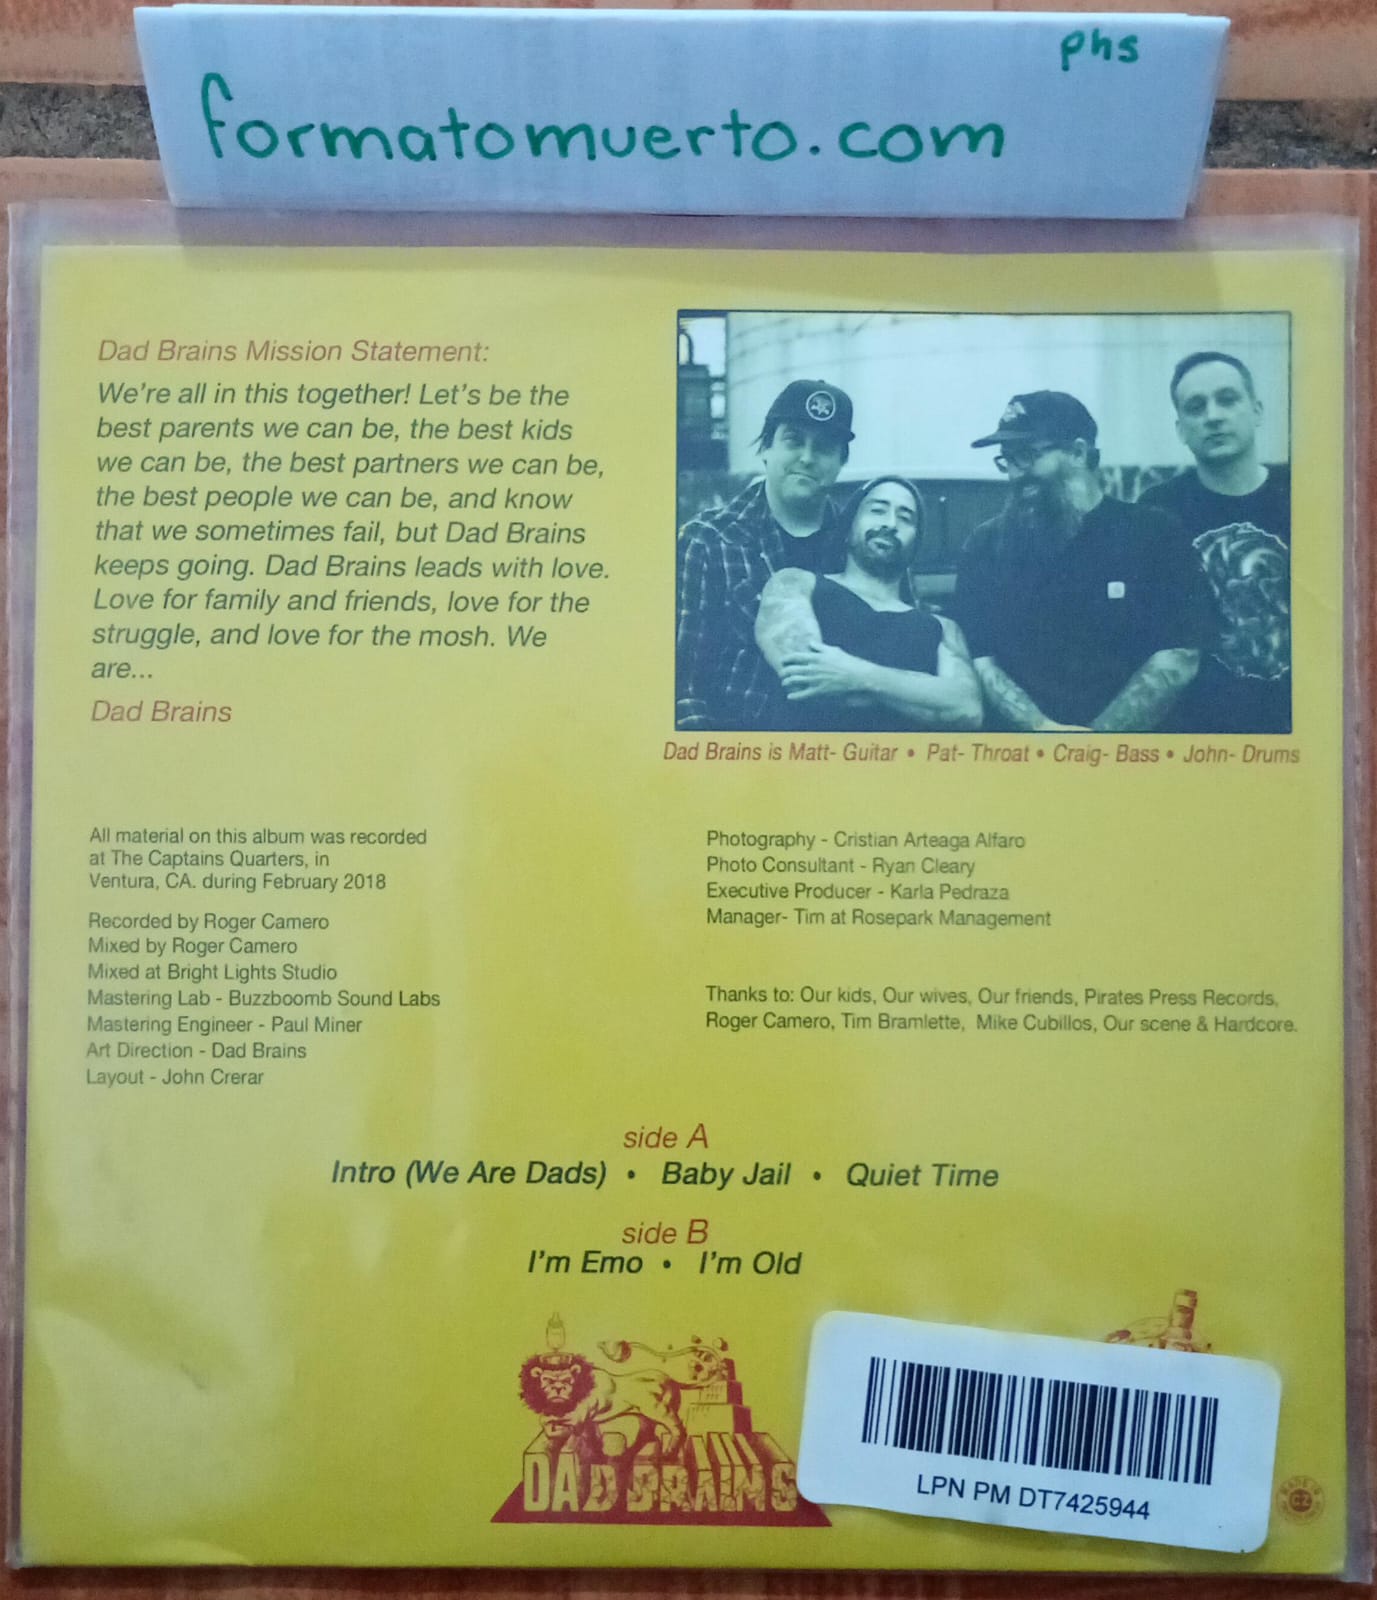 phs
formatomuerto.com
Dad Brains Mission Statement:
We're all in this together! Let's be the
best parents we can be, the best kids
we can be, the best partners we can be,
the best people we can be, and know
that we sometimes fail, but Dad Brains
keeps going. Dad Brains leads with love.
Love for family and friends, love for the
struggle, and love for the mosh. We
are...
Dad Brains
Dad Brains is Matt- Guitar • Pat- Throat • Craig- Bass • John- Drums
All material on this album was recorded
at The Captains Quarters, in
Ventura, CA. during February 2018
Recorded by Roger Camero
Mixed by Roger Camero
Mixed at Bright Lights Studio
Mastering Lab - Buzzboomb Sound Labs
Mastering Engineer - Paul Miner
Art Direction - Dad Brains
Layout - John Crerar
Photography - Cristian Arteaga Alfaro
Photo Consultant - Ryan Cleary
Executive Producer - Karla Pedraza
Manager- Tim at Rosepark Management
Thanks to: Our kids, Our wives, Our friends, Pirates Press Records,
Roger Camero, Tim Bramlette, Mike Cubillos, Our scene & Hardcore.
side A
Intro (We Are Dads) • Baby Jail • Quiet Time
side B
I'm Emo • I'm Old
DAD BRAINS
LPN PM DT7425944
CZ